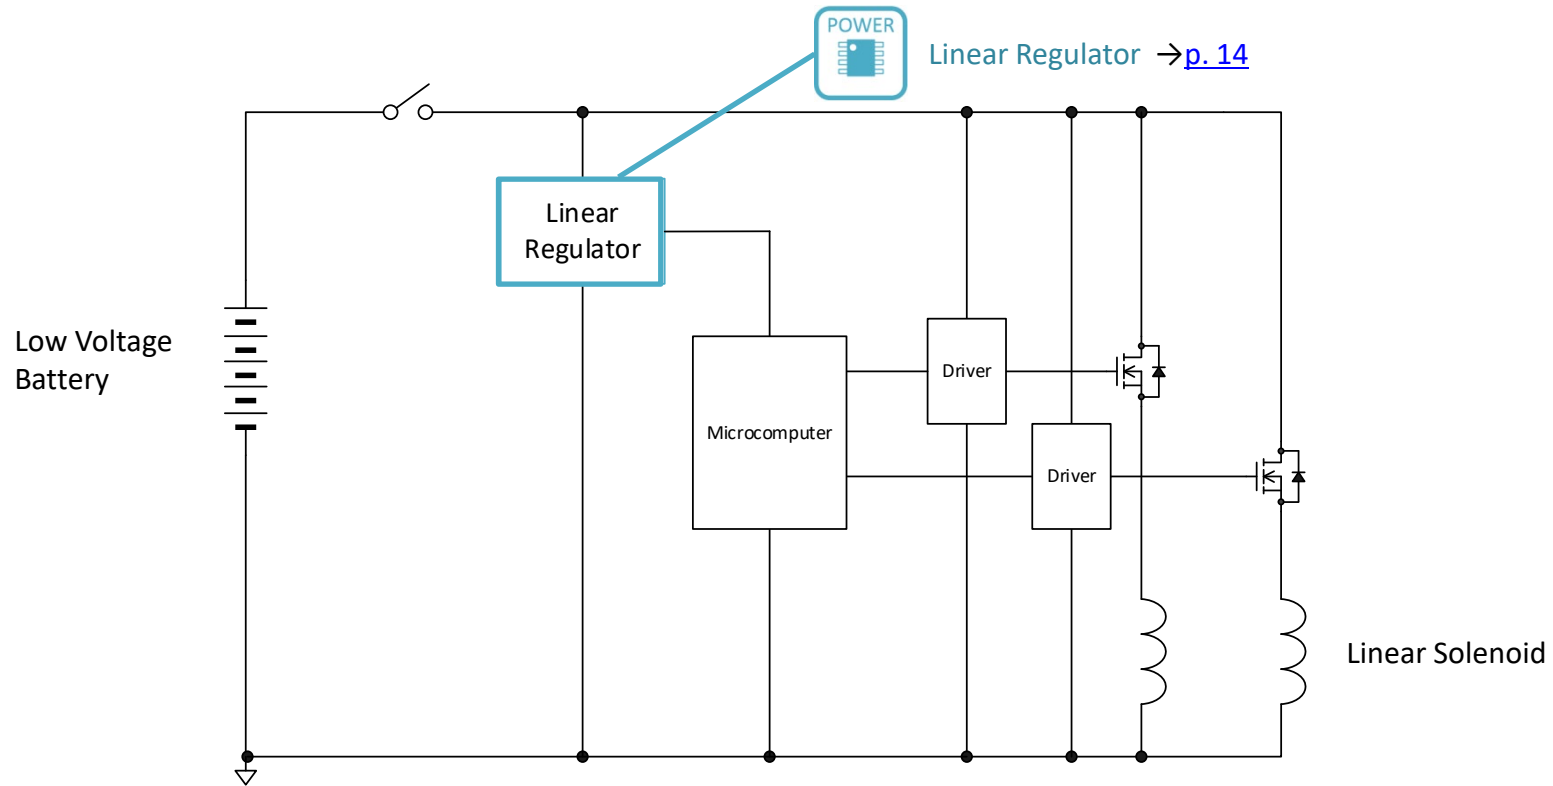 POWER
Linear Regulator →p. 14
Linear
Regulator
Low Voltage
Battery
Driver
Microcomputer
Driver
Linear Solenoid